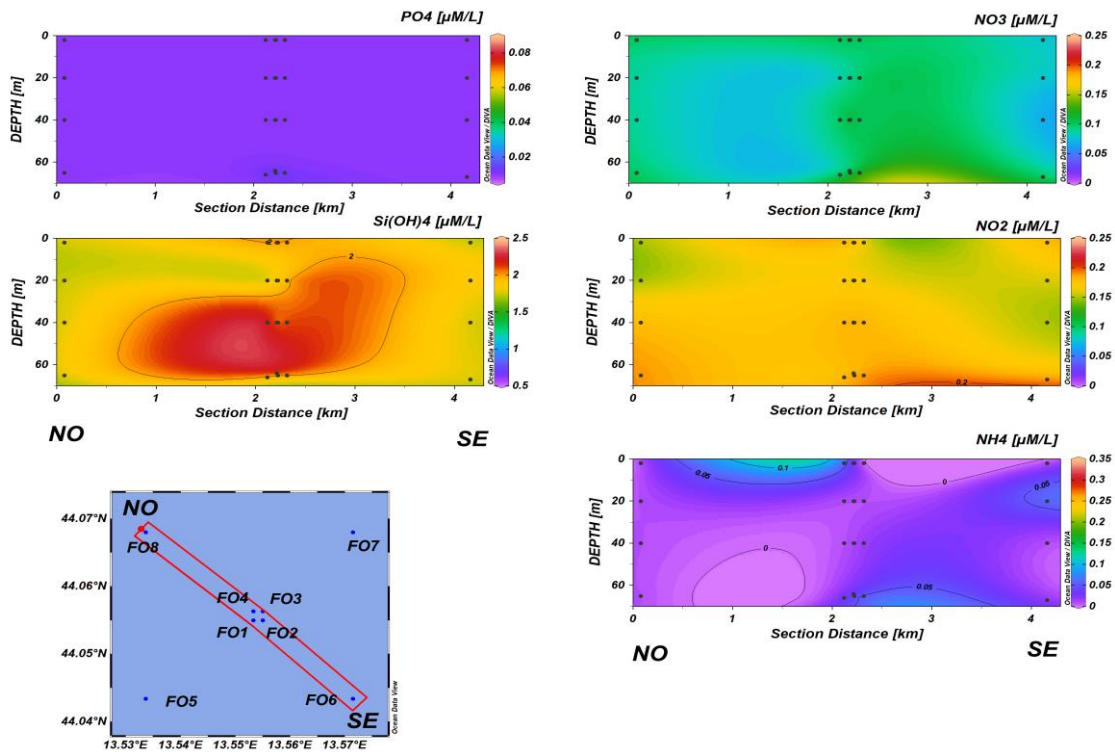 PO4 [µM/L]
0
20
40
60
DEPTH [m]
0 1 2 3 4
Section Distance [km]
0.08
0.06
0.04
0.02
Ocean Data View / DIVA
NO3 [µM/L]
0
20
40
60
DEPTH [m]
0 1 2 3 4
Section Distance [km]
0.25
0.2
0.15
0.1
0.05
0
Ocean Data View / DIVA
Si(OH)4 [µM/L]
0
20
40
60
DEPTH [m]
2
2
0 1 2 3 4
Section Distance [km]
2.5
2
1.5
1
0.5
Ocean Data View / DIVA
NO SE
NO2 [µM/L]
0
20
40
60
DEPTH [m]
0.2
0 1 2 3 4
Section Distance [km]
0.25
0.2
0.15
0.1
0.05
0
Ocean Data View / DIVA
NH4 [µM/L]
0
20
40
60
DEPTH [m]
0.1
0.05
0
0.05
0
0.05
0 1 2 3 4
Section Distance [km]
0.35
0.3
0.25
0.2
0.15
0.1
0.05
0
Ocean Data View / DIVA
NO SE
44.07°N
44.06°N
44.05°N
44.04°N
NO
FO8 FO7
FO4 FO3
FO1 FO2
FO5 FO6
SE
13.53°E 13.54°E 13.55°E 13.56°E 13.57°E
Ocean Data View